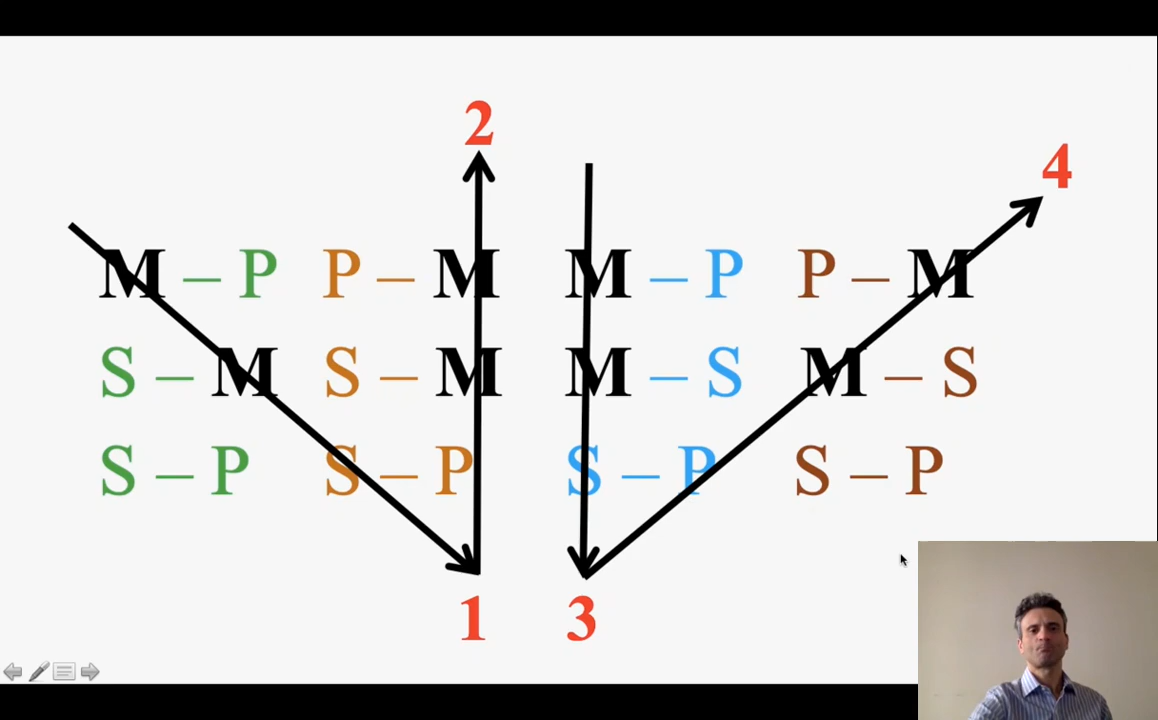 2
4
M – P P – M M – P P – M
S – M S – M M – S M – S
S – P S – P S – P S – P
1 3